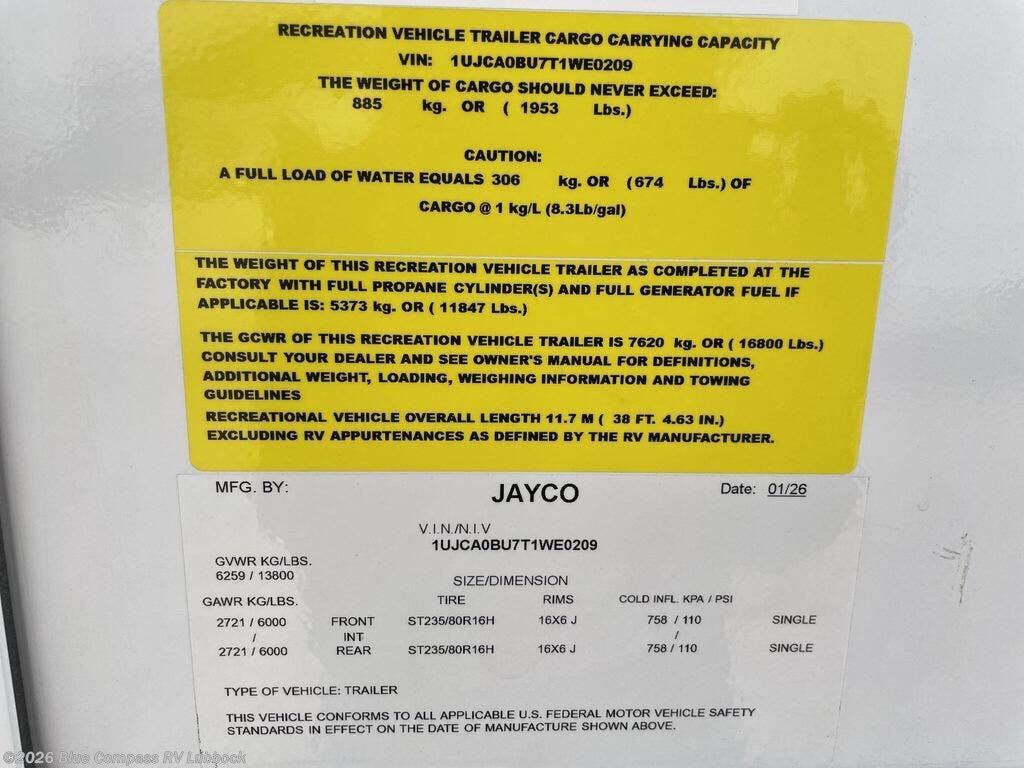 RECREATION VEHICLE TRAILER CARGO CARRYING CAPACITY
VIN: 1UJCA0BU7T1WE0209
THE WEIGHT OF CARGO SHOULD NEVER EXCEED:
885 kg. OR ( 1953 Lbs.)
CAUTION:
A FULL LOAD OF WATER EQUALS 306 kg. OR (674 Lbs.) OF
CARGO @ 1 kg/L (8.3Lb/gal)
THE WEIGHT OF THIS RECREATION VEHICLE TRAILER AS COMPLETED AT THE
FACTORY WITH FULL PROPANE CYLINDER(S) AND FULL GENERATOR FUEL IF
APPLICABLE IS: 5373 kg. OR ( 11847 Lbs.)
THE GCWR OF THIS RECREATION VEHICLE TRAILER IS 7620 kg. OR ( 16800 Lbs.)
CONSULT YOUR DEALER AND SEE OWNER'S MANUAL FOR DEFINITIONS,
ADDITIONAL WEIGHT, LOADING, WEIGHING INFORMATION AND TOWING
GUIDELINES
RECREATIONAL VEHICLE OVERALL LENGTH 11.7 M ( 38 FT. 4.63 IN.)
EXCLUDING RV APPURTENANCES AS DEFINED BY THE RV MANUFACTURER.
MFG. BY: JAYCO Date: 01/26
V.I.N./N.I.V
1UJCA0BU7T1WE0209
GVWR KG/LBS.
6259 / 13800
SIZE/DIMENSION
GAWR KG/LBS. TIRE RIMS COLD INFL. KPA / PSI
2721 / 6000 FRONT ST235/80R16H 16X6 J 758 / 110 SINGLE
/ INT /
2721 / 6000 REAR ST235/80R16H 16X6 J 758 / 110 SINGLE
TYPE OF VEHICLE: TRAILER
THIS VEHICLE CONFORMS TO ALL APPLICABLE U.S. FEDERAL MOTOR VEHICLE SAFETY
STANDARDS IN EFFECT ON THE DATE OF MANUFACTURE SHOWN ABOVE.
©2026 Blue Compass RV Lubbock